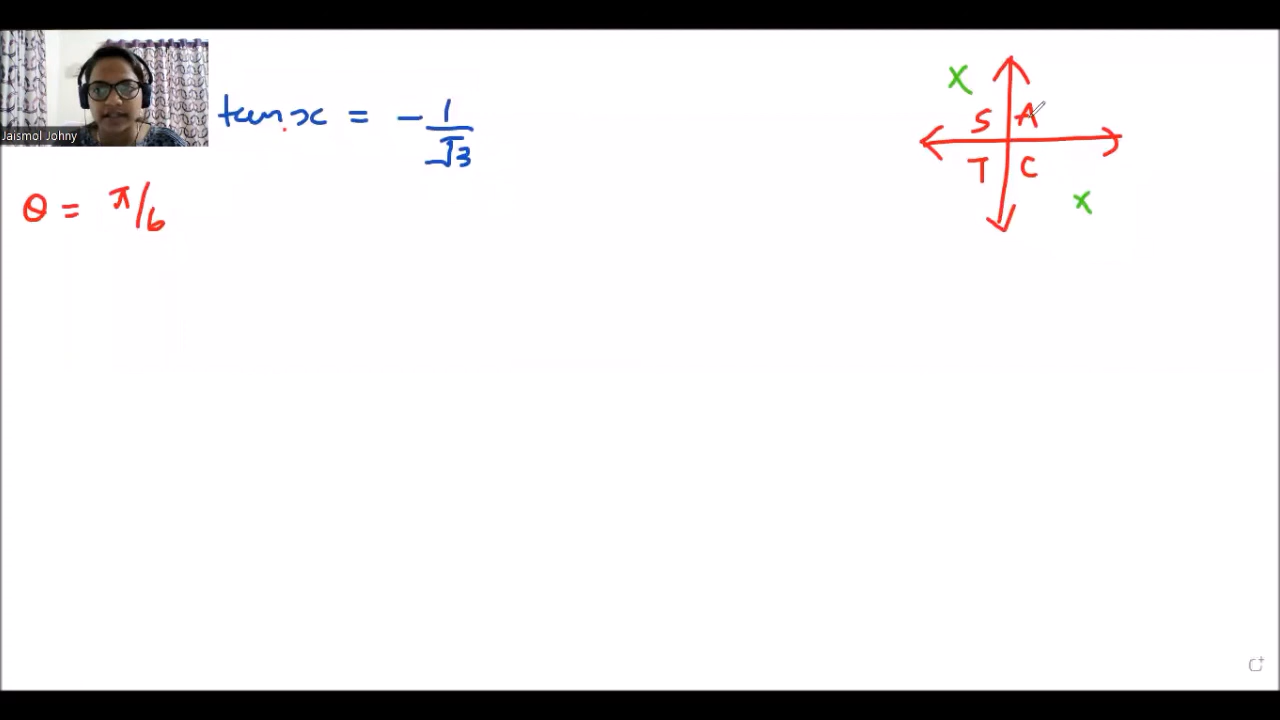 tan x = - 1/√3
Jaismol Johny
θ = π/6
x
S A
T C
x